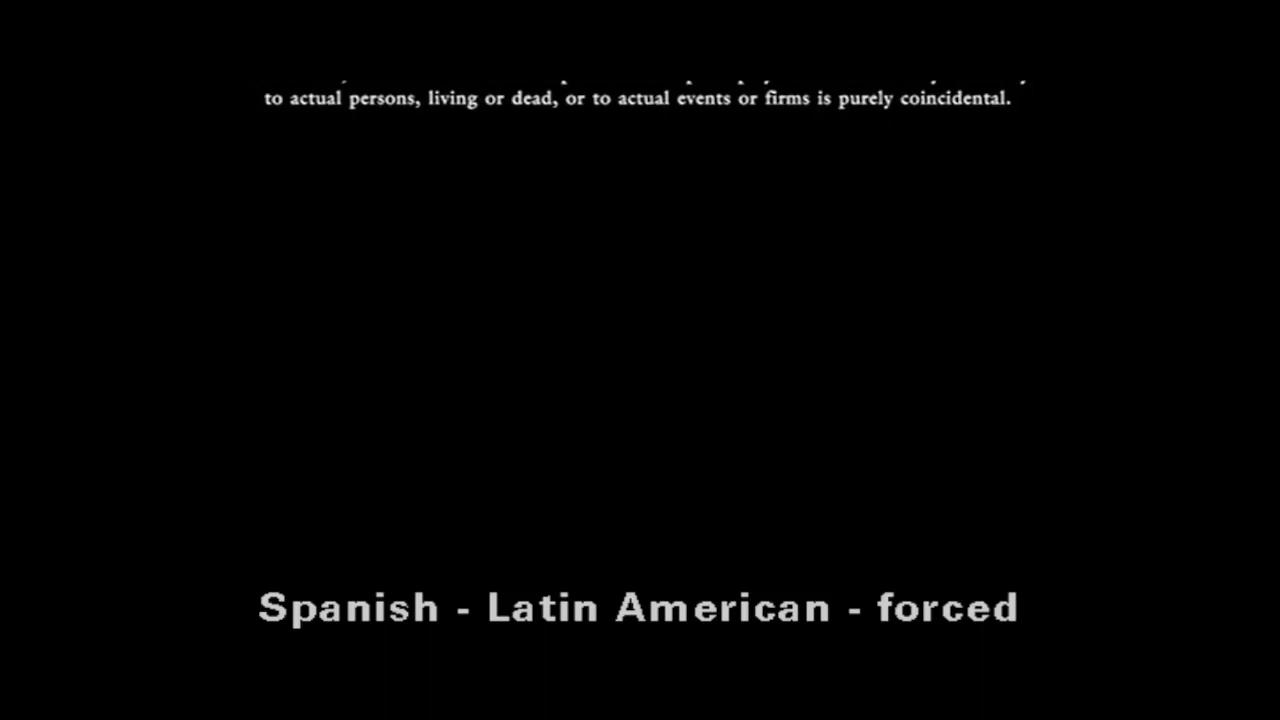 to actual persons, living or dead, or to actual events or firms is purely coincidental.
Spanish - Latin American - forced